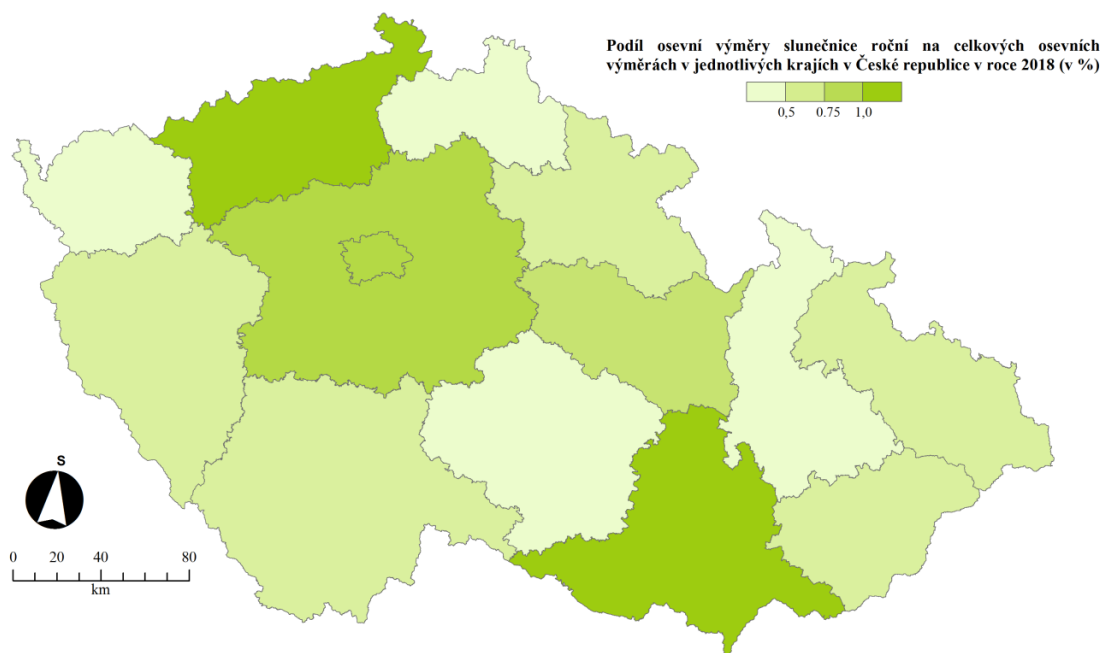 Podíl osevní výměry slunečnice roční na celkových osevních
výměrách v jednotlivých krajích v České republice v roce 2018 (v %)
0,5 0.75 1,0
S
0 20 40 80
km